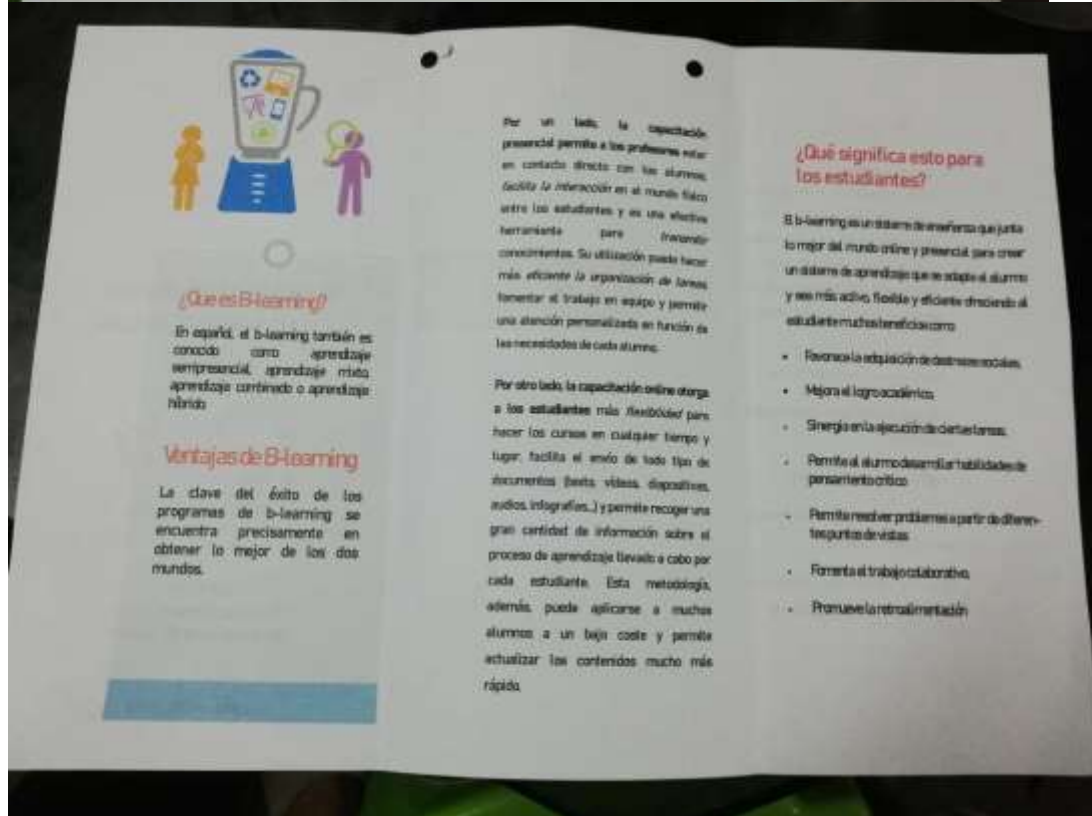 ¿Que es B-learning?
En español, el b-learning también es
conocido como aprendizaje
semipresencial, aprendizaje mixto,
aprendizaje combinado o aprendizaje
híbrido
Ventajas de B-learning
La clave del éxito de los
programas de b-learning se
encuentra precisamente en
obtener lo mejor de los dos
mundos.
Por un lado, la capacitación
presencial permite a los profesores estar
en contacto directo con los alumnos,
facilita la interacción en el mundo físico
entre los estudiantes y es una efectiva
herramienta para transmitir
conocimientos. Su utilización puede hacer
más eficiente la organización de tareas,
fomentar el trabajo en equipo y permite
una atención personalizada en función de
las necesidades de cada alumno.
Por otro lado, la capacitación online otorga
a los estudiantes más flexibilidad para
hacer los cursos en cualquier tiempo y
lugar, facilita el envío de todo tipo de
documentos (texto, vídeos, diapositivas,
audios, infografías...) y permite recoger una
gran cantidad de información sobre el
proceso de aprendizaje llevado a cabo por
cada estudiante. Esta metodología,
además, puede aplicarse a muchos
alumnos a un bajo coste y permite
actualizar los contenidos mucho más
rápido.
¿Qué significa esto para
los estudiantes?
El b-learning es un sistema de enseñanza que junta
lo mejor del mundo online y presencial para crear
un sistema de aprendizaje que se adapte al alumno
y sea más activo, flexible y eficiente ofreciendo al
estudiante muchos beneficios como
• Favorece la adquisición de destrezas sociales.
• Mejora el logro académico.
• Sinergia en la ejecución de ciertas tareas.
• Permite al alumno desarrollar habilidades de
pensamiento crítico
• Permite resolver problemas a partir de diferen-
tes puntos de vistas
• Fomenta el trabajo colaborativo,
• Promueve la retroalimentación